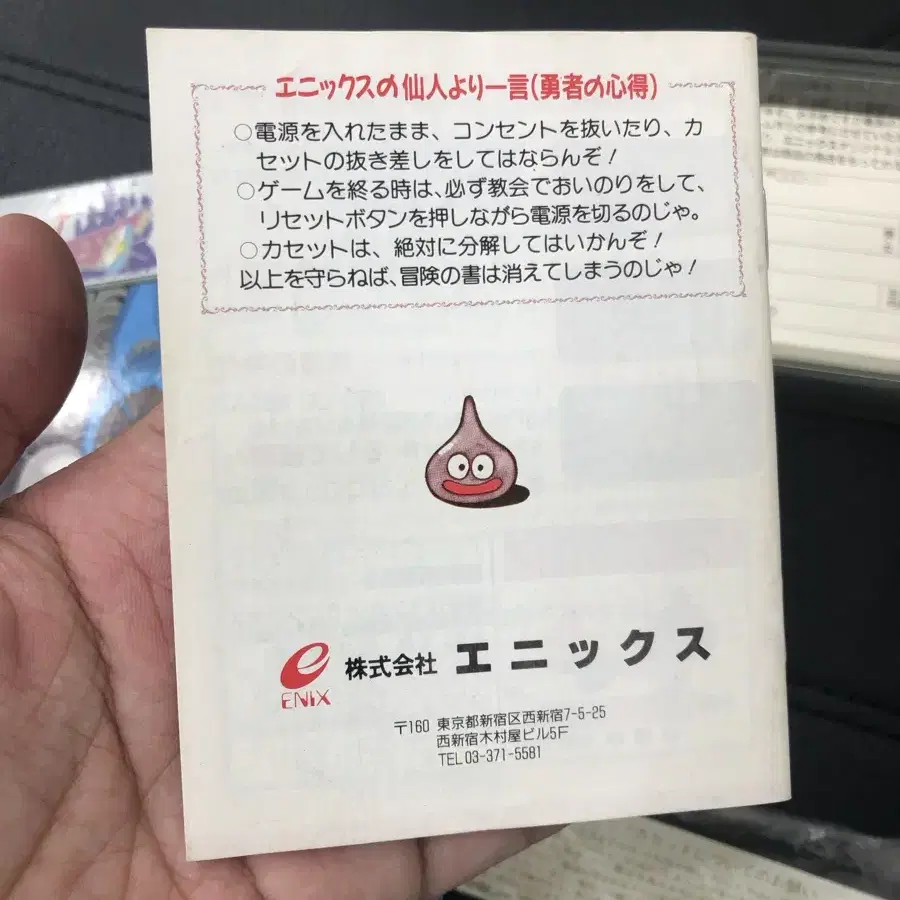 エニックスの仙人より一言(勇者の心得)
○電源を入れたまま、コンセントを抜いたり、カ
セットの抜き差しをしてはならんぞ!
○ゲームを終る時は、必ず教会でおいのりをして、
リセットボタンを押しながら電源を切るのじゃ。
○カセットは、絶対に分解してはいかんぞ!
以上を守らねば、冒険の書は消えてしまうのじゃ!
ENIX
株式会社 エニックス
〒160 東京都新宿区西新宿7-5-25
西新宿木村屋ビル5F
TEL 03-371-5581